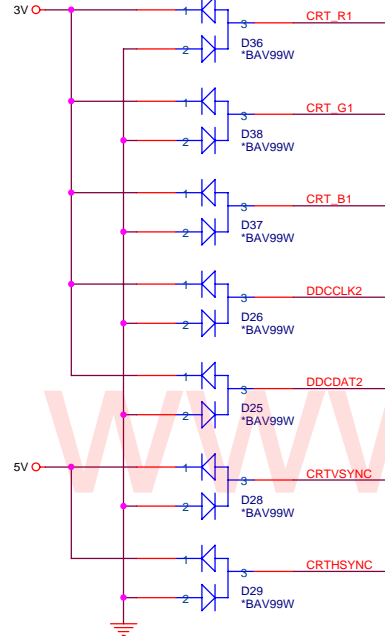 3V
1
3
CRT_R1
2
D36
*BAV99W
1
3
CRT_G1
2
D38
*BAV99W
1
3
CRT_B1
2
D37
*BAV99W
1
3
DDCCLK2
2
D26
*BAV99W
1
3
DDCDAT2
2
D25
*BAV99W
WWW
5V
1
3
CRTVSYNC
2
D28
*BAV99W
1
3
CRTHSYNC
2
D29
*BAV99W